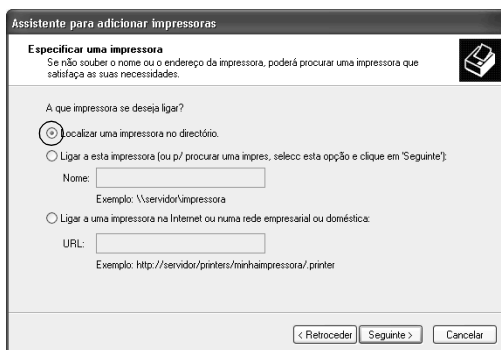 Assistente para adicionar impressoras
Especificar uma impressora
Se não souber o nome ou o endereço da impressora, poderá procurar uma impressora que
satisfaça as suas necessidades.
A que impressora se deseja ligar?
Localizar uma impressora no directório.
Ligar a esta impressora (ou p/ procurar uma impres, selecc esta opção e clique em 'Seguinte'):
Nome:
Exemplo: \\servidor\impressora
Ligar a uma impressora na Internet ou numa rede empresarial ou doméstica:
URL:
Exemplo: http://servidor/printers/minhaimpressora/.printer
< Retroceder Seguinte > Cancelar